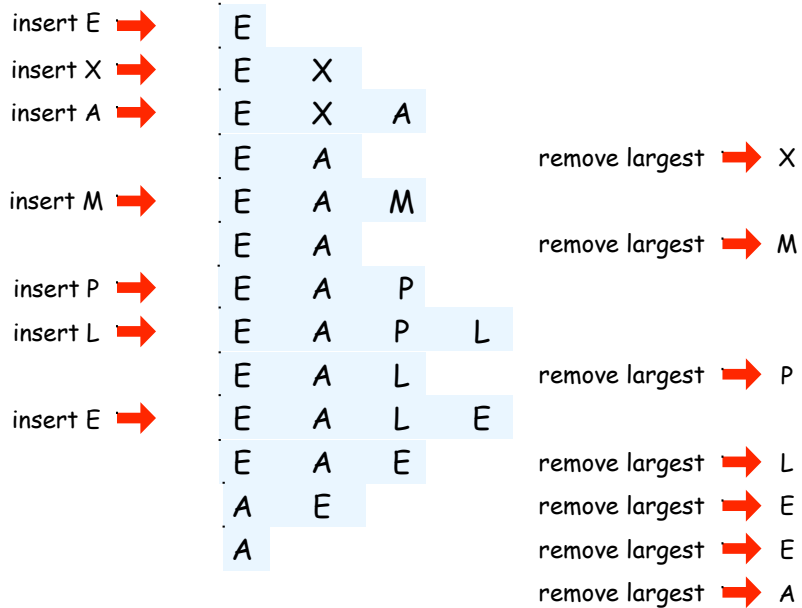 insert E E
insert X E X
insert A E X A
E A remove largest X
insert M E A M
E A remove largest M
insert P E A P
insert L E A P L
E A L remove largest P
insert E E A L E
E A E remove largest L
A E remove largest E
A remove largest E
remove largest A